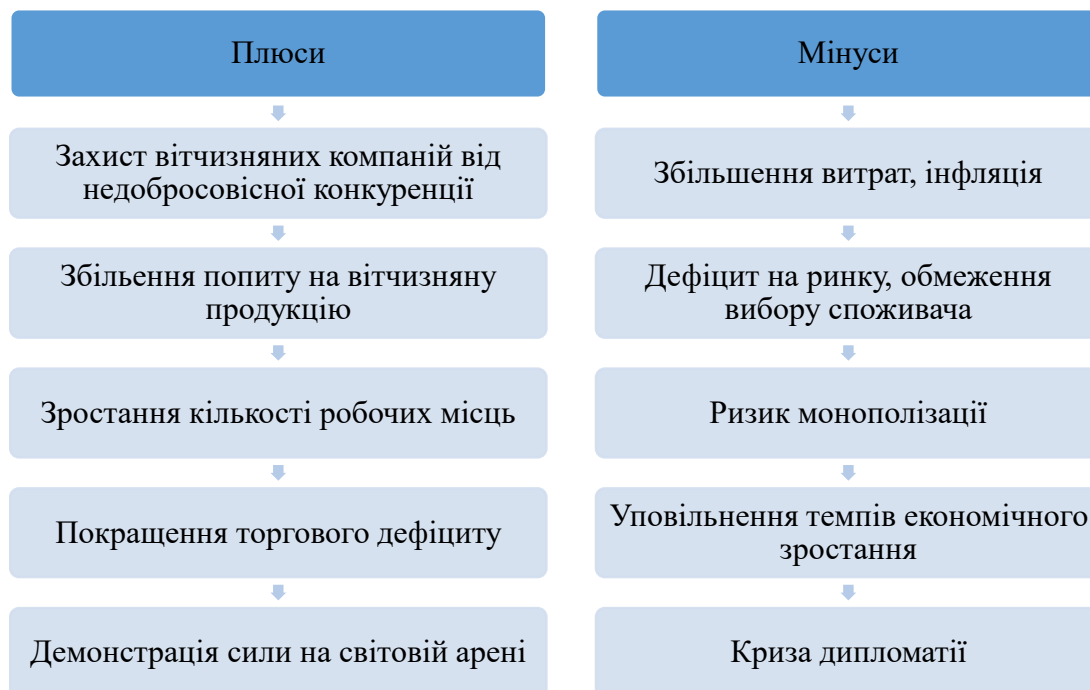 Плюси
Захист вітчизняних компаній від
недобросовісної конкуренції
Збільення попиту на вітчизняну
продукцію
Зростання кількості робочих місць
Покращення торгового дефіциту
Демонстрація сили на світовій арені
Мінуси
Збільшення витрат, інфляція
Дефіцит на ринку, обмеження
вибору споживача
Ризик монополізації
Уповільнення темпів економічного
зростання
Криза дипломатії